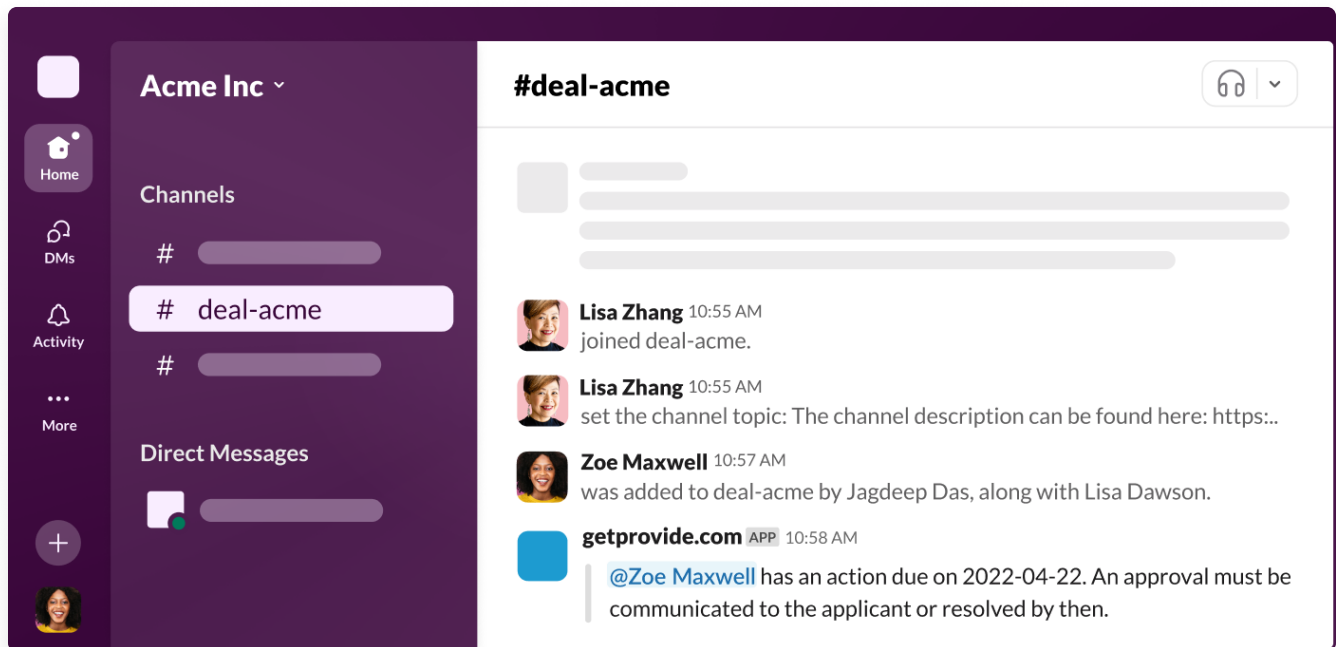 Acme Inc
#deal-acme
Home
Channels
DMs
#
# deal-acme
Activity
#
More
Direct Messages
Lisa Zhang 10:55 AM
joined deal-acme.
Lisa Zhang 10:55 AM
set the channel topic: The channel description can be found here: https:..
Zoe Maxwell 10:57 AM
was added to deal-acme by Jagdeep Das, along with Lisa Dawson.
getprovide.com APP 10:58 AM
@Zoe Maxwell has an action due on 2022-04-22. An approval must be
communicated to the applicant or resolved by then.